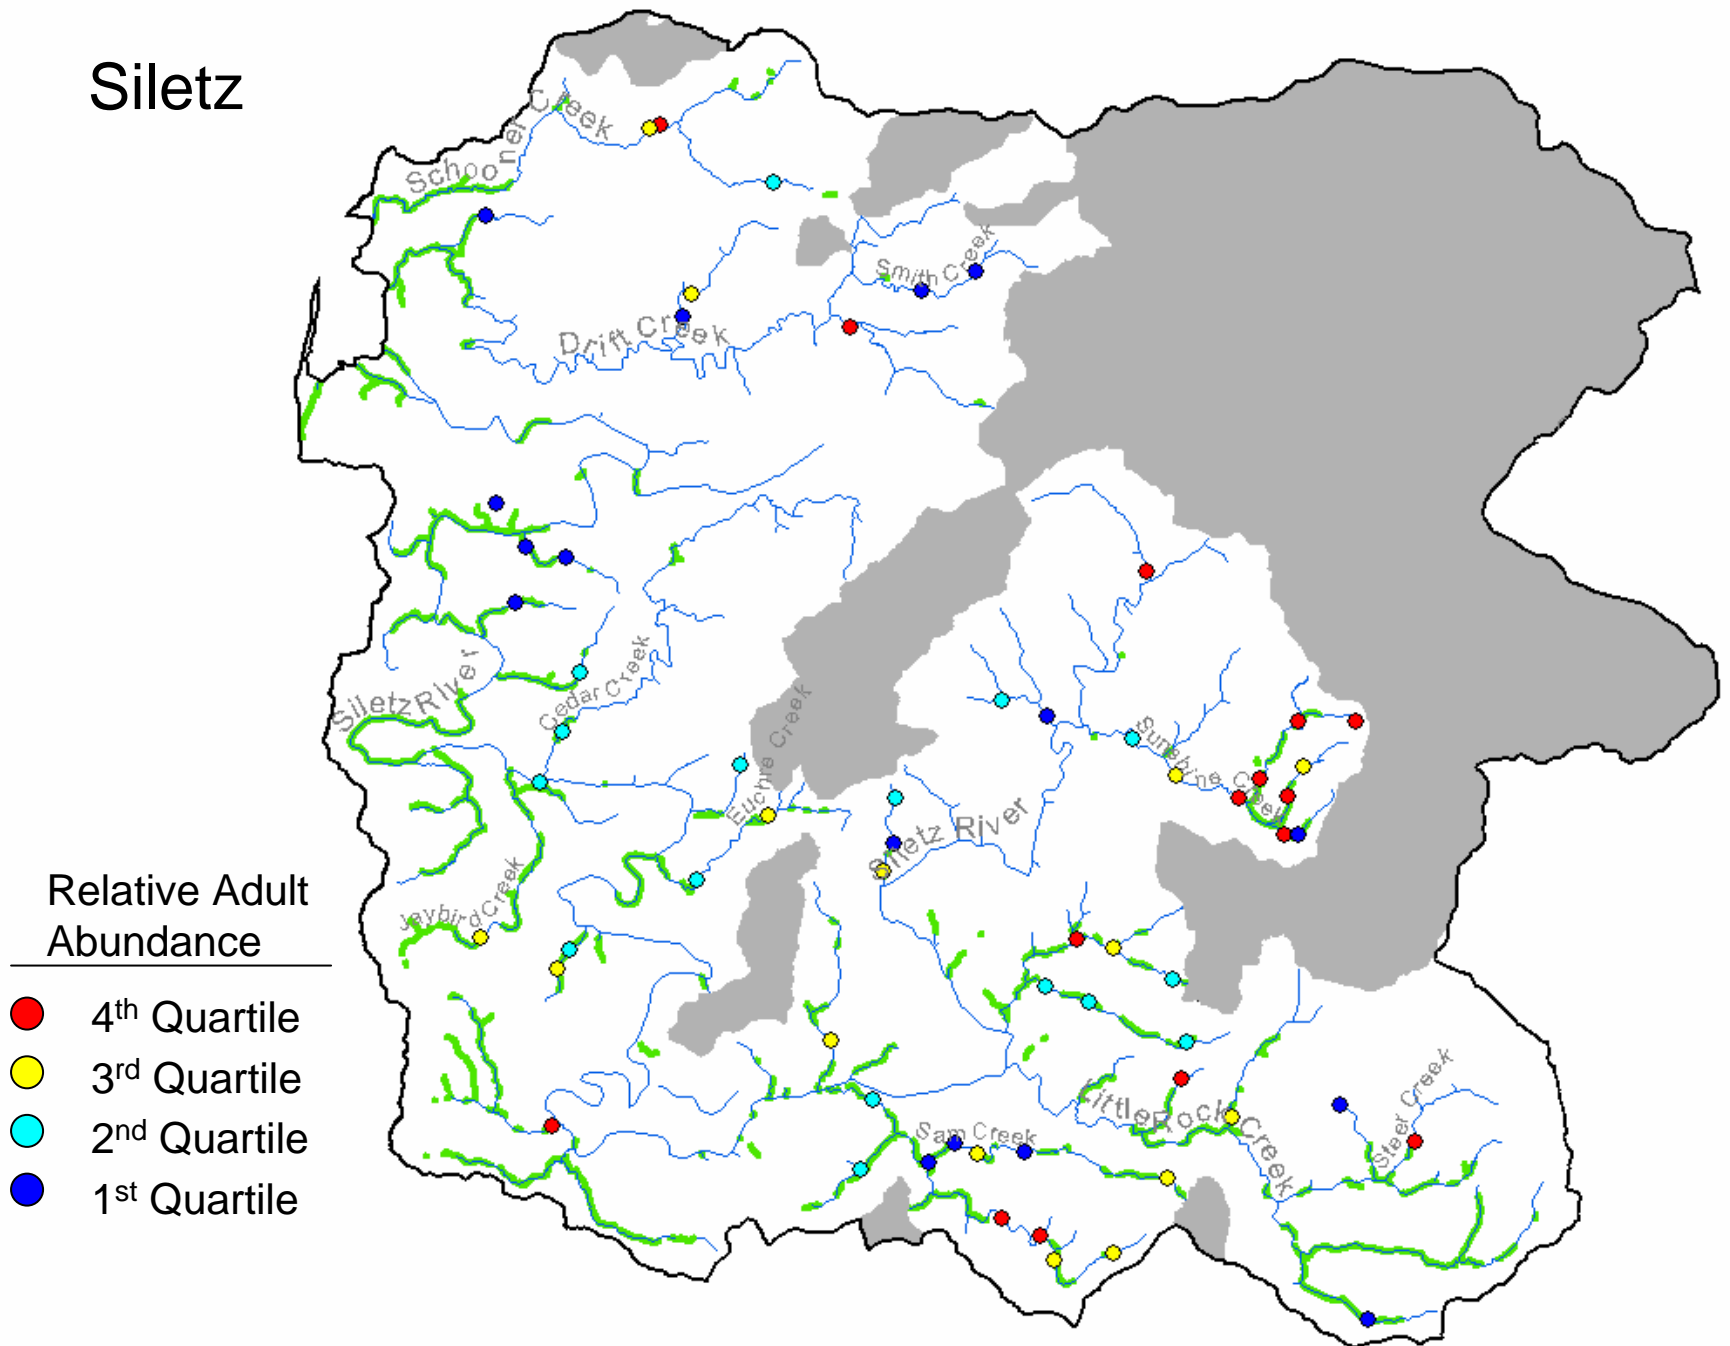 Siletz
Schooner Creek
Smith Creek
Drift Creek
Siletz River
Cedar Creek
Euchre Creek
Sunshine Creek
Siletz River
Jaybird Creek
Little Rock Creek
Steer Creek
Sam Creek
Relative Adult
Abundance
4th Quartile
3rd Quartile
2nd Quartile
1st Quartile